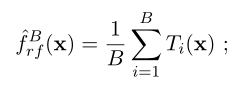 $\hat{f}_{rf}^{B}(\mathbf{x}) = \frac{1}{B} \sum_{i=1}^{B} T_i(\mathbf{x}) \ ;$